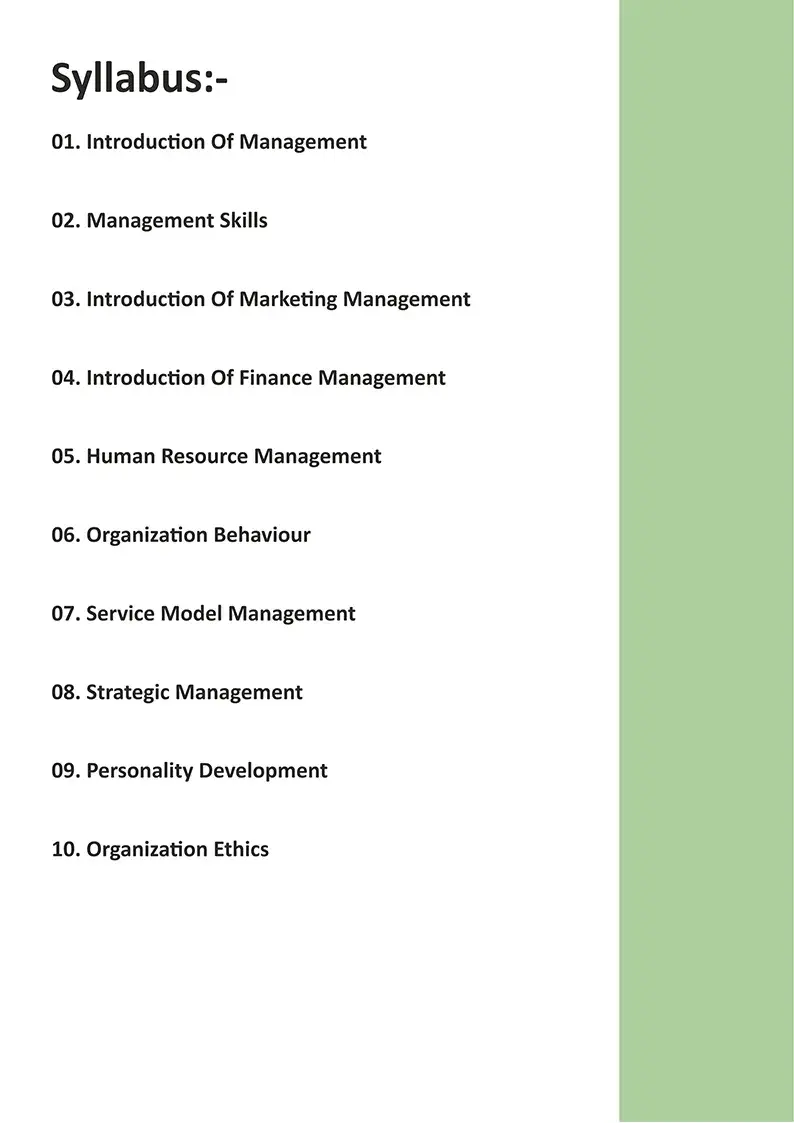 Syllabus:-
01. Introduction Of Management
02. Management Skills
03. Introduction Of Marketing Management
04. Introduction Of Finance Management
05. Human Resource Management
06. Organization Behaviour
07. Service Model Management
08. Strategic Management
09. Personality Development
10. Organization Ethics